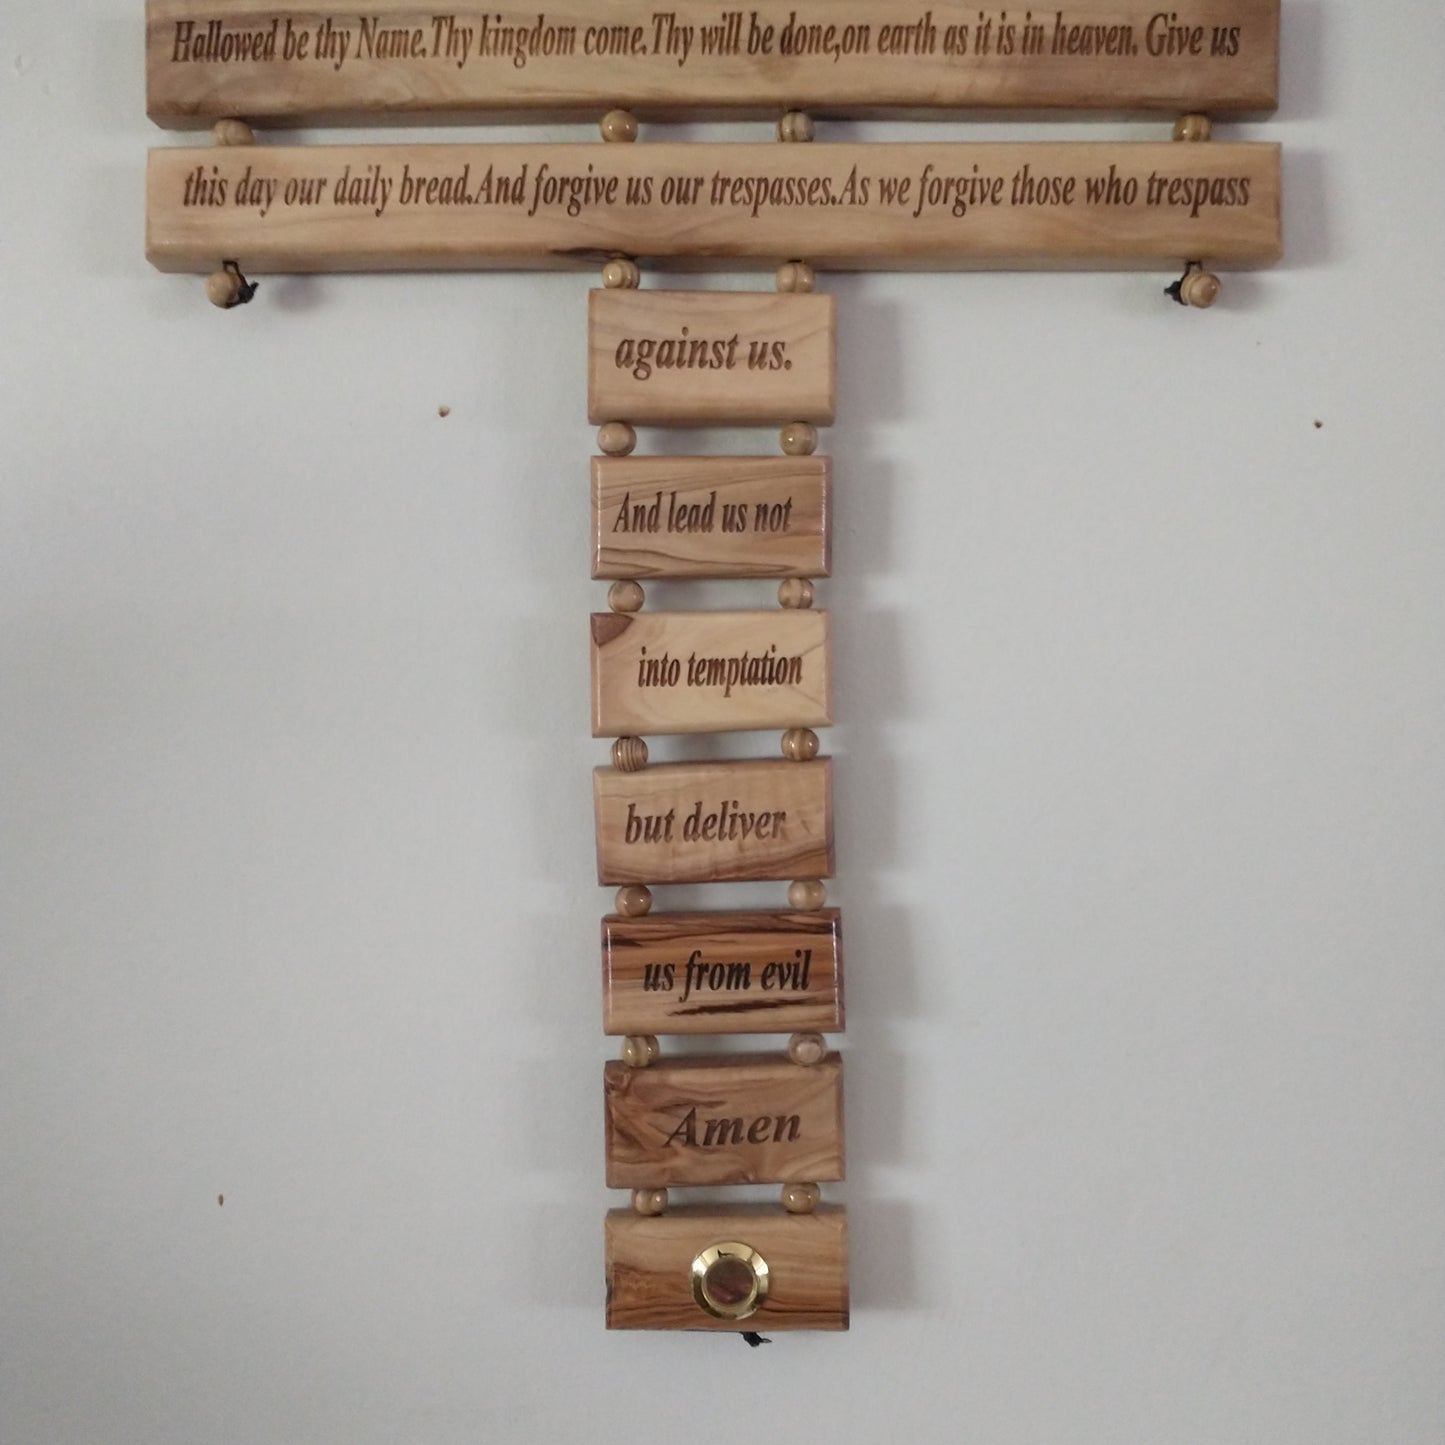 Hallowed be thy Name.Thy kingdom come.Thy will be done,on earth as it is in heaven. Give us
this day our daily bread.And forgive us our trespasses.As we forgive those who trespass
against us.
And lead us not
into temptation
but deliver
us from evil
Amen